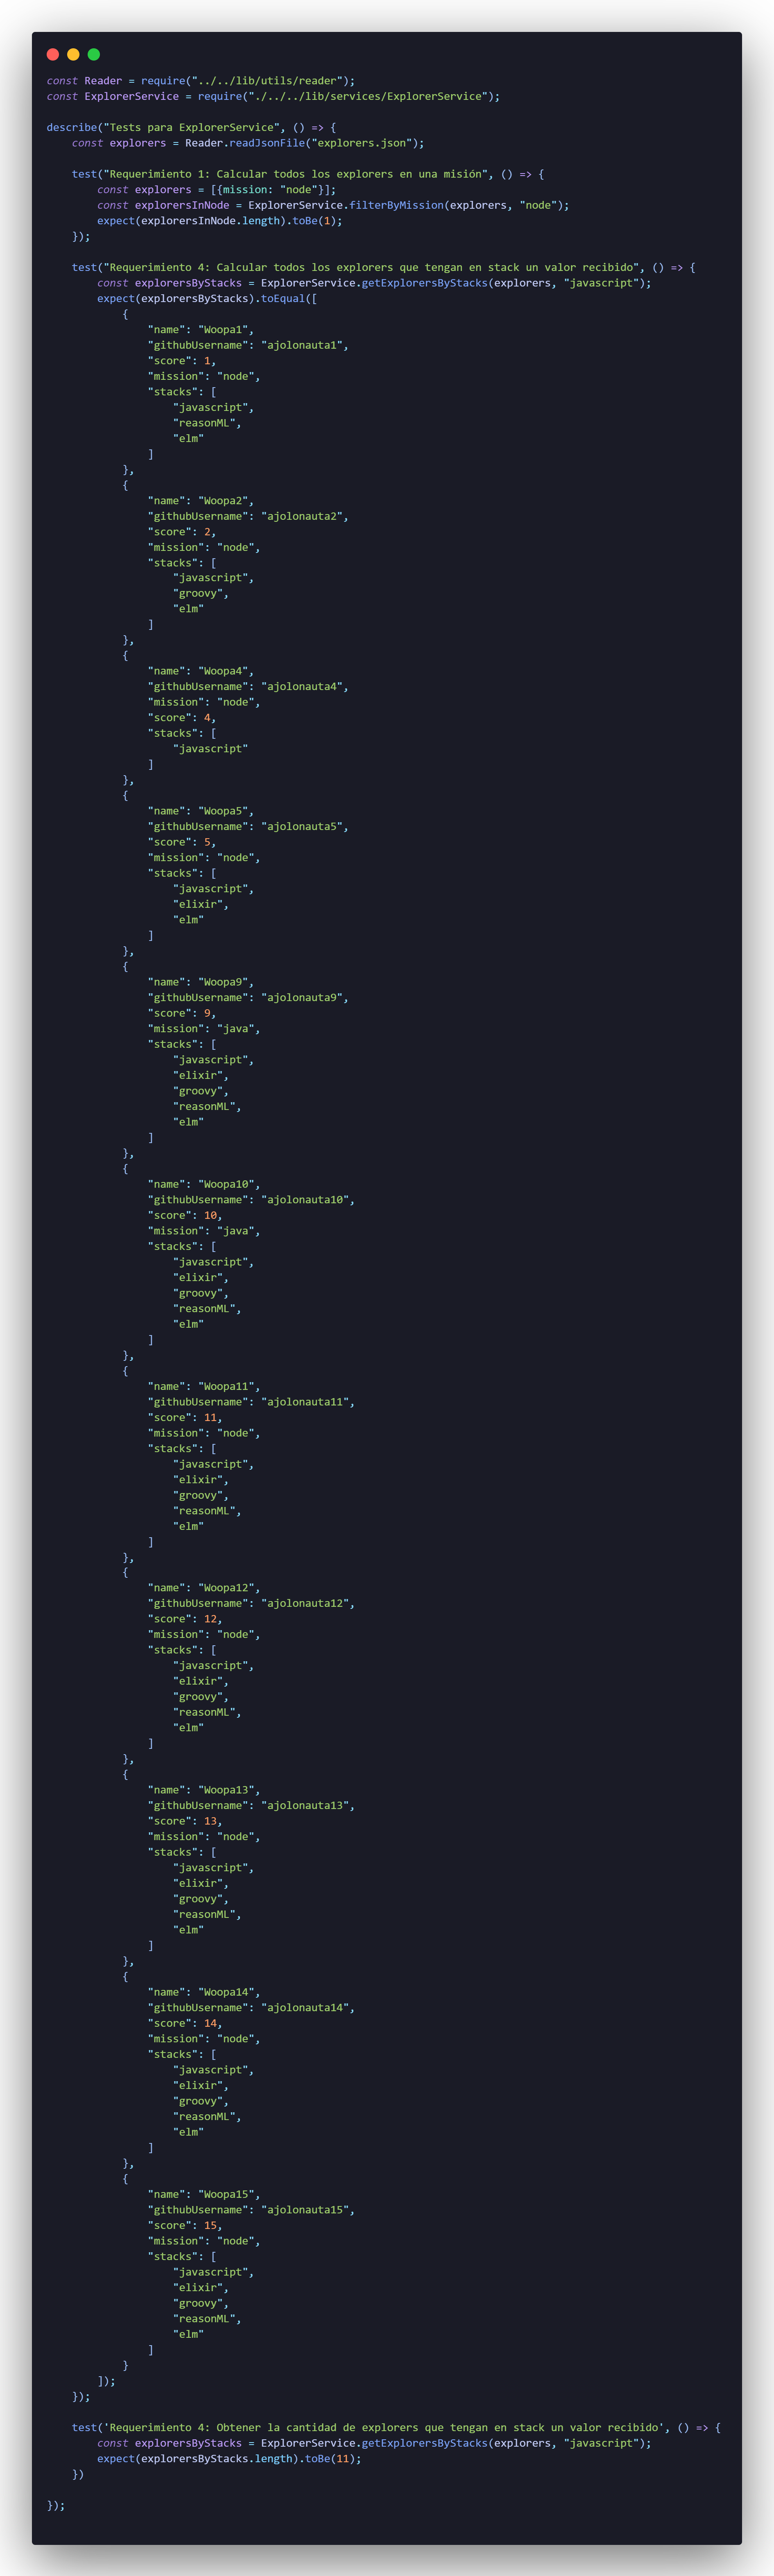 const Reader = require("../../lib/utils/reader");
const ExplorerService = require("./../../lib/services/ExplorerService");

describe("Tests para ExplorerService", () => {
    const explorers = Reader.readJsonFile("explorers.json");

    test("Requerimiento 1: Calcular todos los explorers en una misión", () => {
        const explorers = [{mission: "node"}];
        const explorersInNode = ExplorerService.filterByMission(explorers, "node");
        expect(explorersInNode.length).toBe(1);
    });

    test("Requerimiento 4: Calcular todos los explorers que tengan en stack un valor recibido", () => {
        const explorersByStacks = ExplorerService.getExplorersByStacks(explorers, "javascript");
        expect(explorersByStacks).toEqual([
            {
                "name": "Woopa1",
                "githubUsername": "ajolonauta1",
                "score": 1,
                "mission": "node",
                "stacks": [
                    "javascript",
                    "reasonML",
                    "elm"
                ]
            },
            {
                "name": "Woopa2",
                "githubUsername": "ajolonauta2",
                "score": 2,
                "mission": "node",
                "stacks": [
                    "javascript",
                    "groovy",
                    "elm"
                ]
            },
            {
                "name": "Woopa4",
                "githubUsername": "ajolonauta4",
                "mission": "node",
                "score": 4,
                "stacks": [
                    "javascript"
                ]
            },
            {
                "name": "Woopa5",
                "githubUsername": "ajolonauta5",
                "score": 5,
                "mission": "node",
                "stacks": [
                    "javascript",
                    "elixir",
                    "elm"
                ]
            },
            {
                "name": "Woopa9",
                "githubUsername": "ajolonauta9",
                "score": 9,
                "mission": "java",
                "stacks": [
                    "javascript",
                    "elixir",
                    "groovy",
                    "reasonML",
                    "elm"
                ]
            },
            {
                "name": "Woopa10",
                "githubUsername": "ajolonauta10",
                "score": 10,
                "mission": "java",
                "stacks": [
                    "javascript",
                    "elixir",
                    "groovy",
                    "reasonML",
                    "elm"
                ]
            },
            {
                "name": "Woopa11",
                "githubUsername": "ajolonauta11",
                "score": 11,
                "mission": "node",
                "stacks": [
                    "javascript",
                    "elixir",
                    "groovy",
                    "reasonML",
                    "elm"
                ]
            },
            {
                "name": "Woopa12",
                "githubUsername": "ajolonauta12",
                "score": 12,
                "mission": "node",
                "stacks": [
                    "javascript",
                    "elixir",
                    "groovy",
                    "reasonML",
                    "elm"
                ]
            },
            {
                "name": "Woopa13",
                "githubUsername": "ajolonauta13",
                "score": 13,
                "mission": "node",
                "stacks": [
                    "javascript",
                    "elixir",
                    "groovy",
                    "reasonML",
                    "elm"
                ]
            },
            {
                "name": "Woopa14",
                "githubUsername": "ajolonauta14",
                "score": 14,
                "mission": "node",
                "stacks": [
                    "javascript",
                    "elixir",
                    "groovy",
                    "reasonML",
                    "elm"
                ]
            },
            {
                "name": "Woopa15",
                "githubUsername": "ajolonauta15",
                "score": 15,
                "mission": "node",
                "stacks": [
                    "javascript",
                    "elixir",
                    "groovy",
                    "reasonML",
                    "elm"
                ]
            }
        ]);
    });

    test('Requerimiento 4: Obtener la cantidad de explorers que tengan en stack un valor recibido', () => {
        const explorersByStacks = ExplorerService.getExplorersByStacks(explorers, "javascript");
        expect(explorersByStacks.length).toBe(11);
    })

});